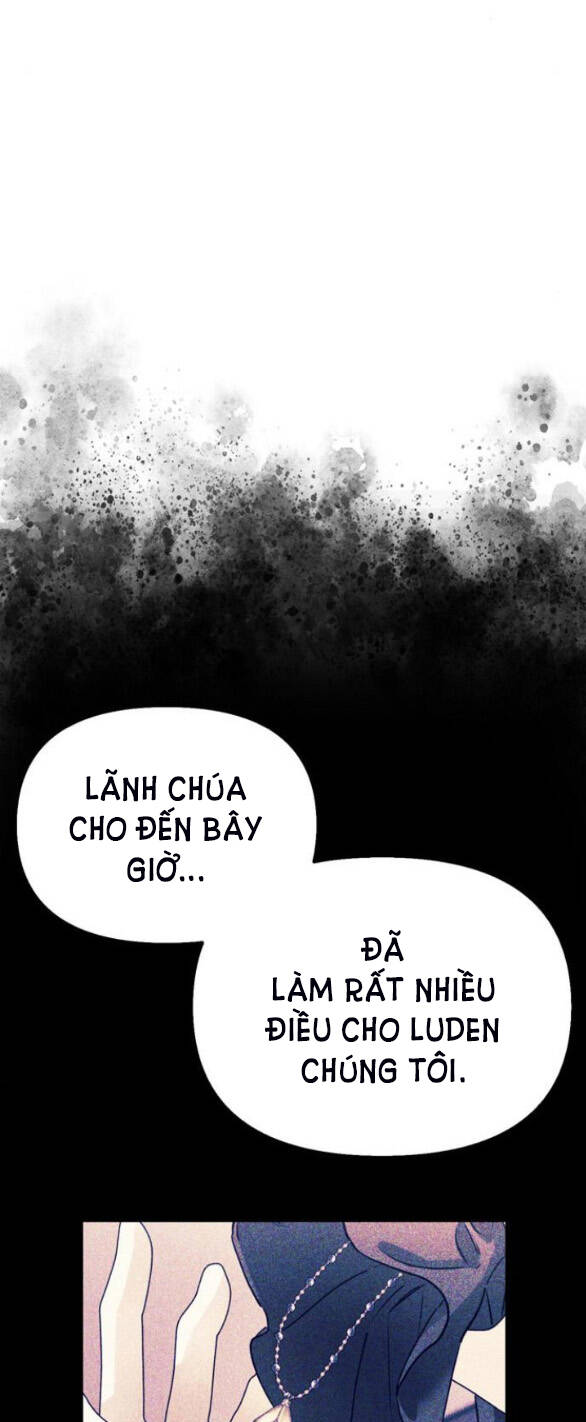 LÃNH CHÚA
CHO ĐẾN BÂY
GIỜ...
ĐÃ
LÀM RẤT NHIỀU
ĐIỀU CHO LUDEN
CHÚNG TÔI.